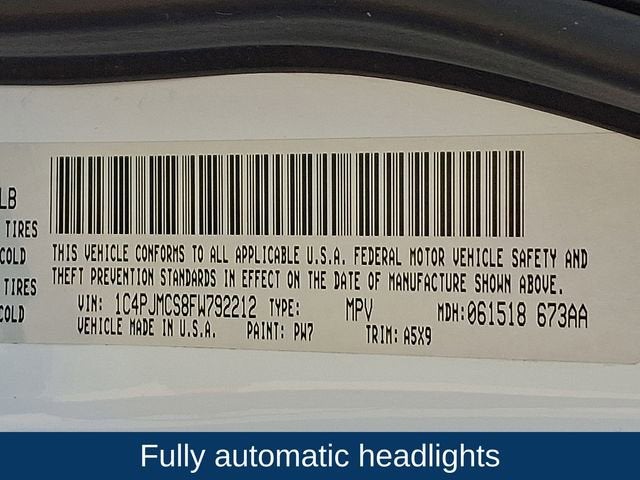 LB
TIRES
COLD
TIRES
COLD
THIS VEHICLE CONFORMS TO ALL APPLICABLE U.S.A. FEDERAL MOTOR VEHICLE SAFETY AND
THEFT PREVENTION STANDARDS IN EFFECT ON THE DATE OF MANUFACTURE SHOWN ABOVE.
VIN: 1C4PJMCS8FW792212 TYPE: MPV MDH:061518 673AA
VEHICLE MADE IN U.S.A. PAINT: PW7 TRIM: A5X9
Fully automatic headlights